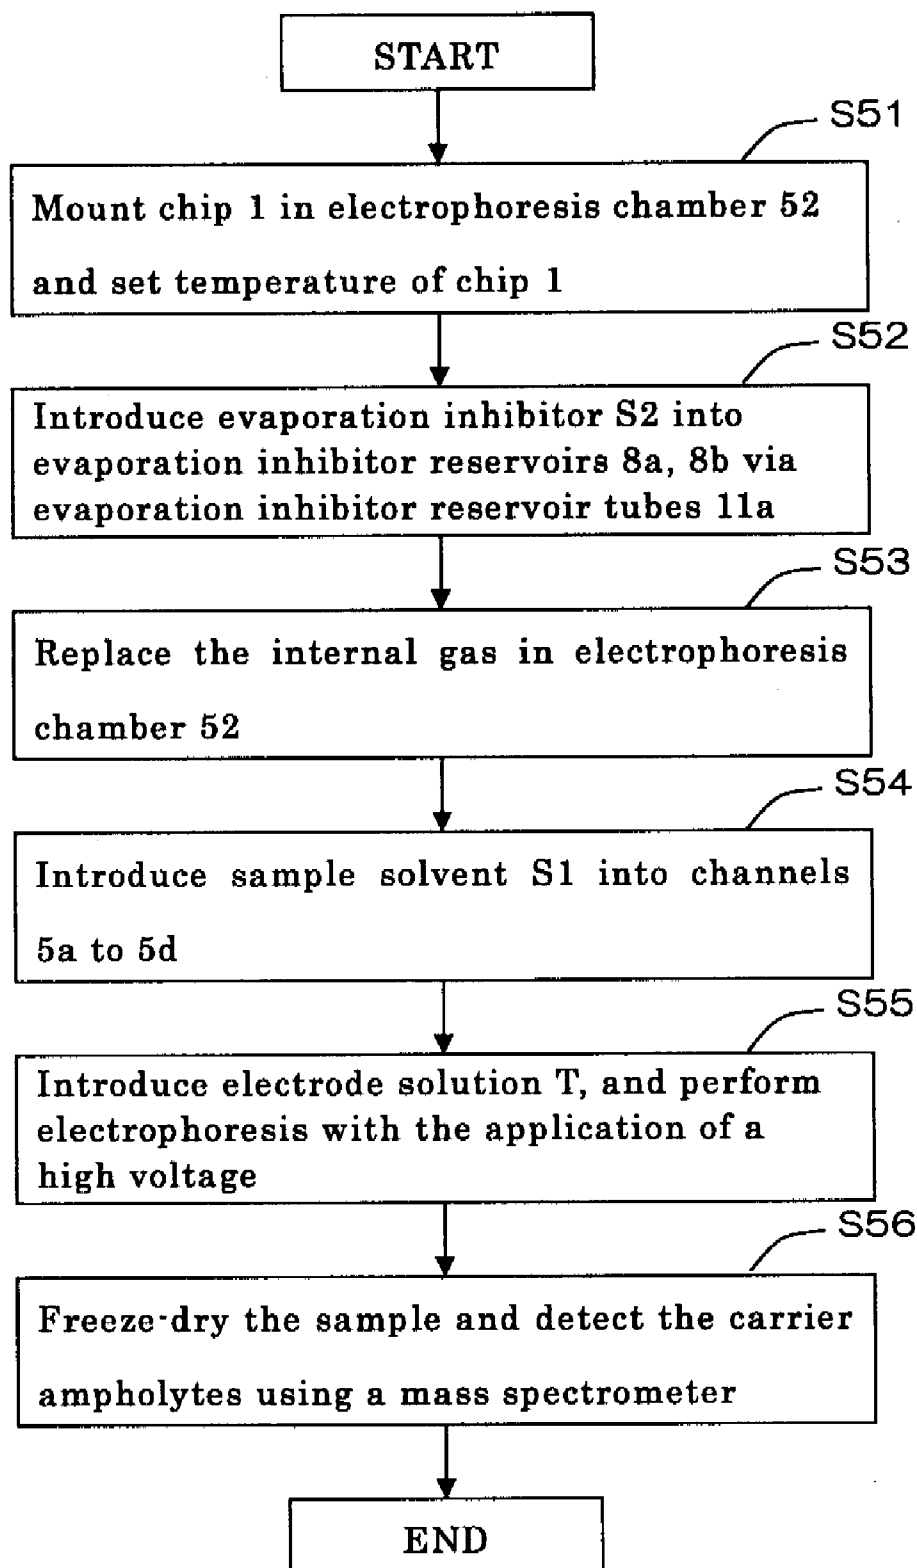 START
S51
Mount chip 1 in electrophoresis chamber 52
and set temperature of chip 1
S52
Introduce evaporation inhibitor S2 into
evaporation inhibitor reservoirs 8a, 8b via
evaporation inhibitor reservoir tubes 11a
S53
Replace the internal gas in electrophoresis
chamber 52
S54
Introduce sample solvent S1 into channels
5a to 5d
S55
Introduce electrode solution T, and perform
electrophoresis with the application of a
high voltage
S56
Freeze-dry the sample and detect the carrier
ampholytes using a mass spectrometer
END